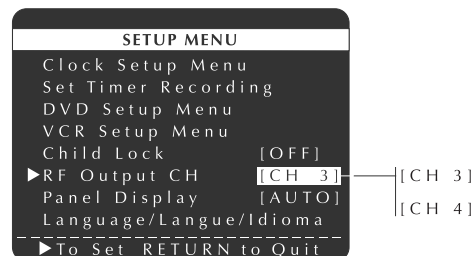 SETUP MENU
Clock Setup Menu
Set Timer Recording
DVD Setup Menu
VCR Setup Menu
Child Lock [OFF]
▶RF Output CH [CH 3] [CH 3]
Panel Display [AUTO] [CH 4]
Language/Langue/Idioma
▶To Set RETURN to Quit